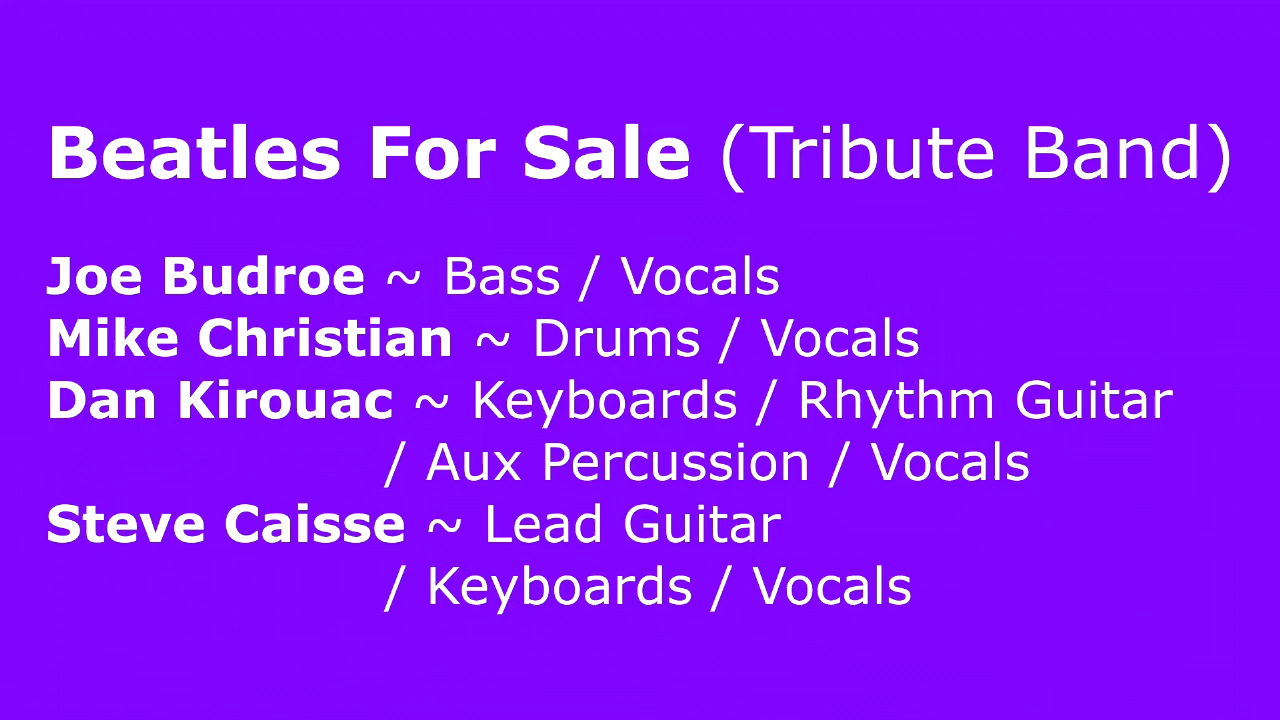 Beatles For Sale (Tribute Band)
Joe Budroe ~ Bass / Vocals
Mike Christian ~ Drums / Vocals
Dan Kirouac ~ Keyboards / Rhythm Guitar
/ Aux Percussion / Vocals
Steve Caisse ~ Lead Guitar
/ Keyboards / Vocals